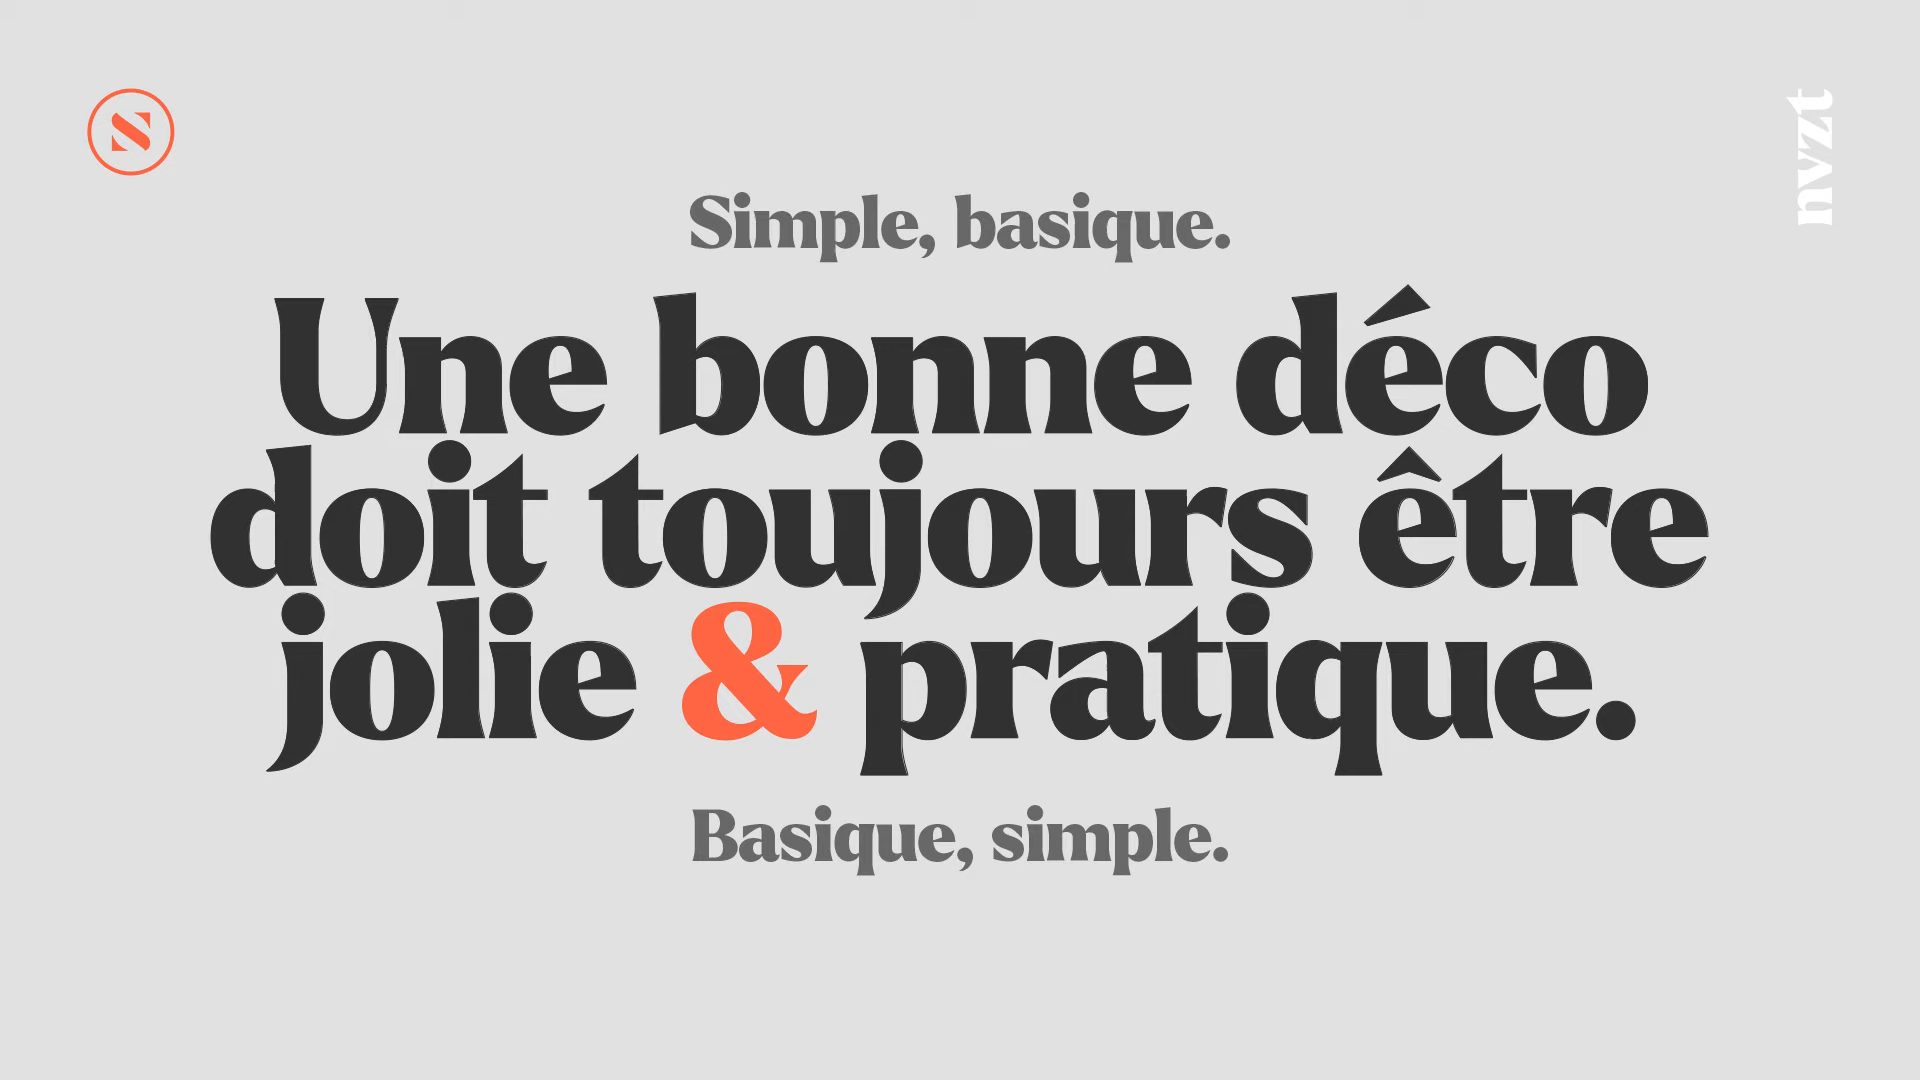 S
nvzt
Simple, basique.
Une bonne déco
doit toujours être
jolie & pratique.
Basique, simple.